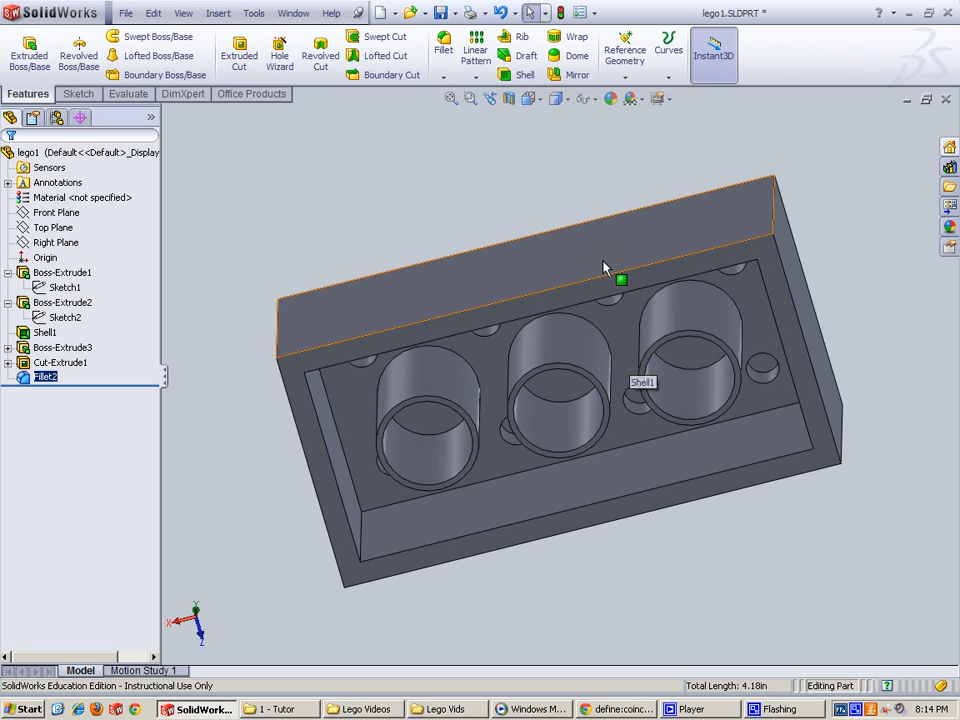 SolidWorks File Edit View Insert Tools Window Help lego1.SLDPRT *
Extruded Boss/Base
Revolved Boss/Base
Swept Boss/Base
Lofted Boss/Base
Boundary Boss/Base
Extruded Cut
Hole Wizard
Revolved Cut
Swept Cut
Lofted Cut
Boundary Cut
Fillet
Linear Pattern
Rib
Draft
Shell
Wrap
Dome
Mirror
Reference Geometry
Curves
Instant3D
Features Sketch Evaluate DimXpert Office Products
lego1 (Default<<Default>_Display
Sensors
Annotations
Material <not specified>
Front Plane
Top Plane
Right Plane
Origin
Boss-Extrude1
Sketch1
Boss-Extrude2
Sketch2
Shell1
Boss-Extrude3
Cut-Extrude1
Fillet2
Shell1
Y
X
Z
Model Motion Study 1
SolidWorks Education Edition - Instructional Use Only Total Length: 4.18in Editing Part
Start SolidWork... 1 - Tutor Lego Videos Lego Vids Windows M... define:coinc... Player Flashing 8:14 PM